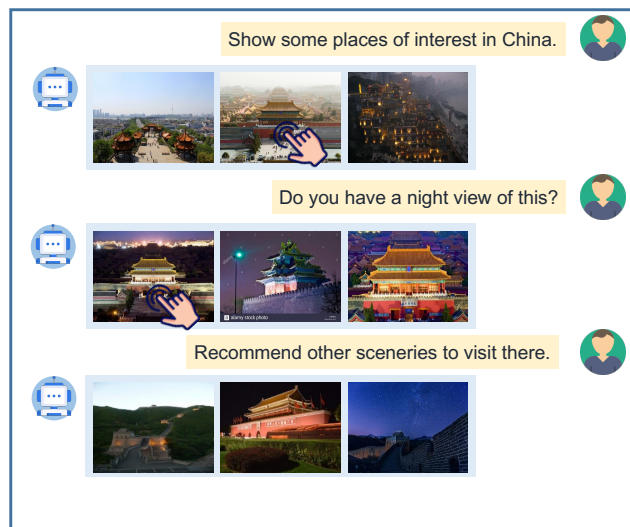 Show some places of interest in China.
Do you have a night view of this?
alamy stock photo
Recommend other sceneries to visit there.